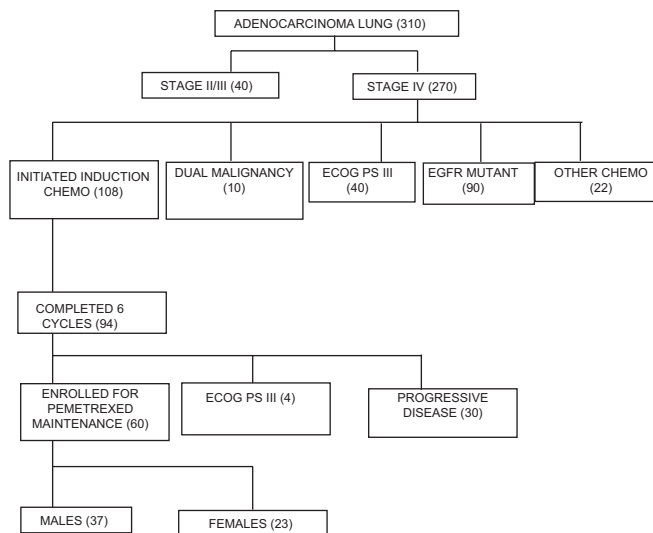 ADENOCARCINOMA LUNG (310)
STAGE II/III (40)
STAGE IV (270)
INITIATED INDUCTION
CHEMO (108)
DUAL MALIGNANCY
(10)
ECOG PS III
(40)
EGFR MUTANT
(90)
OTHER CHEMO
(22)
COMPLETED 6
CYCLES (94)
ENROLLED FOR
PEMETREXED
MAINTENANCE (60)
ECOG PS III (4)
PROGRESSIVE
DISEASE (30)
MALES (37)
FEMALES (23)